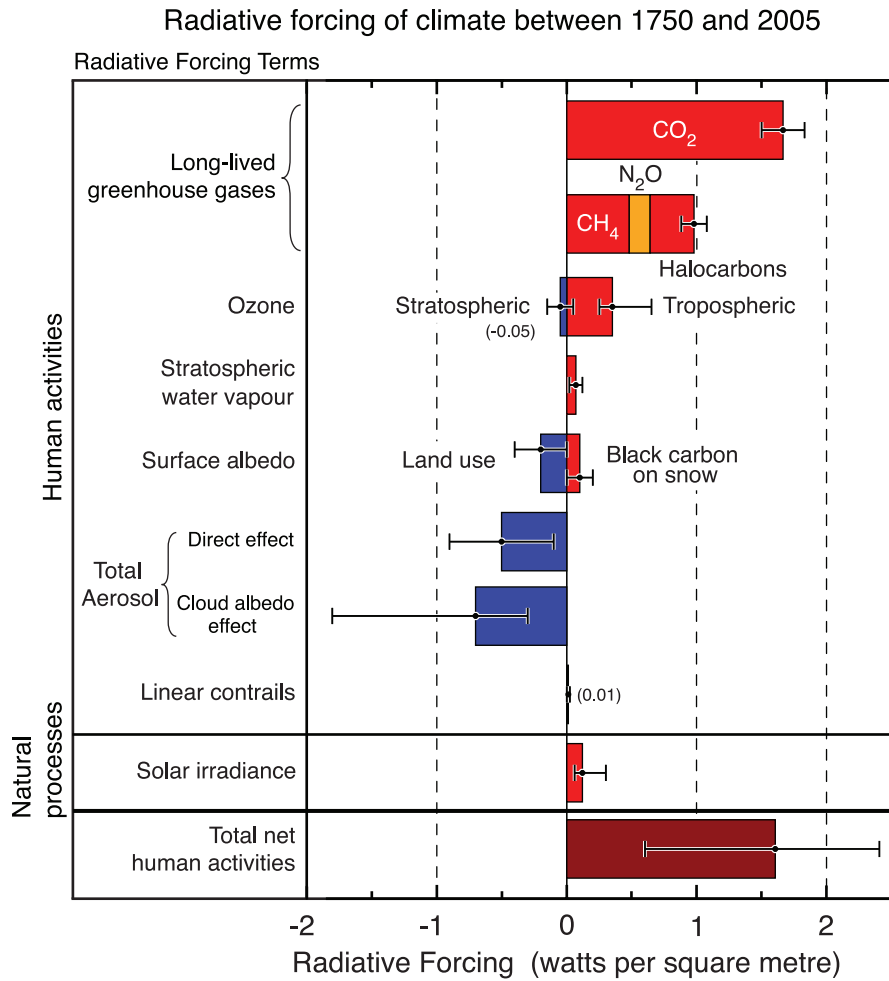 Radiative forcing of climate between 1750 and 2005
Radiative Forcing Terms
Human activities
Long-lived
greenhouse gases
CO₂
N₂O
CH₄
Halocarbons
Ozone
Stratospheric
(-0.05)
Tropospheric
Stratospheric
water vapour
Surface albedo
Land use
Black carbon
on snow
Total
Aerosol
Direct effect
Cloud albedo
effect
Linear contrails
(0.01)
Natural
processes
Solar irradiance
Total net
human activities
-2 -1 0 1 2
Radiative Forcing (watts per square metre)